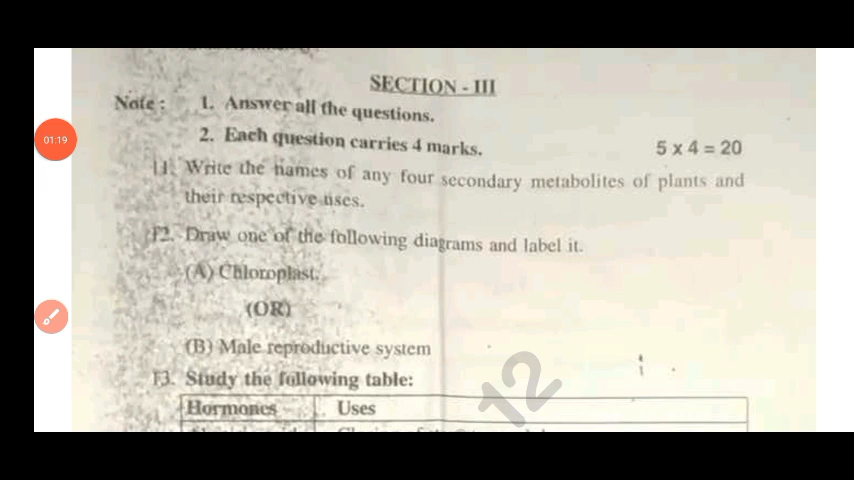 SECTION - III
Note : 1. Answer all the questions.
2. Each question carries 4 marks. 5 x 4 = 20
11. Write the names of any four secondary metabolites of plants and
their respective uses.
12. Draw one of the following diagrams and label it.
(A) Chloroplast.
(OR)
(B) Male reproductive system
13. Study the following table:
Hormones Uses
12
01:19